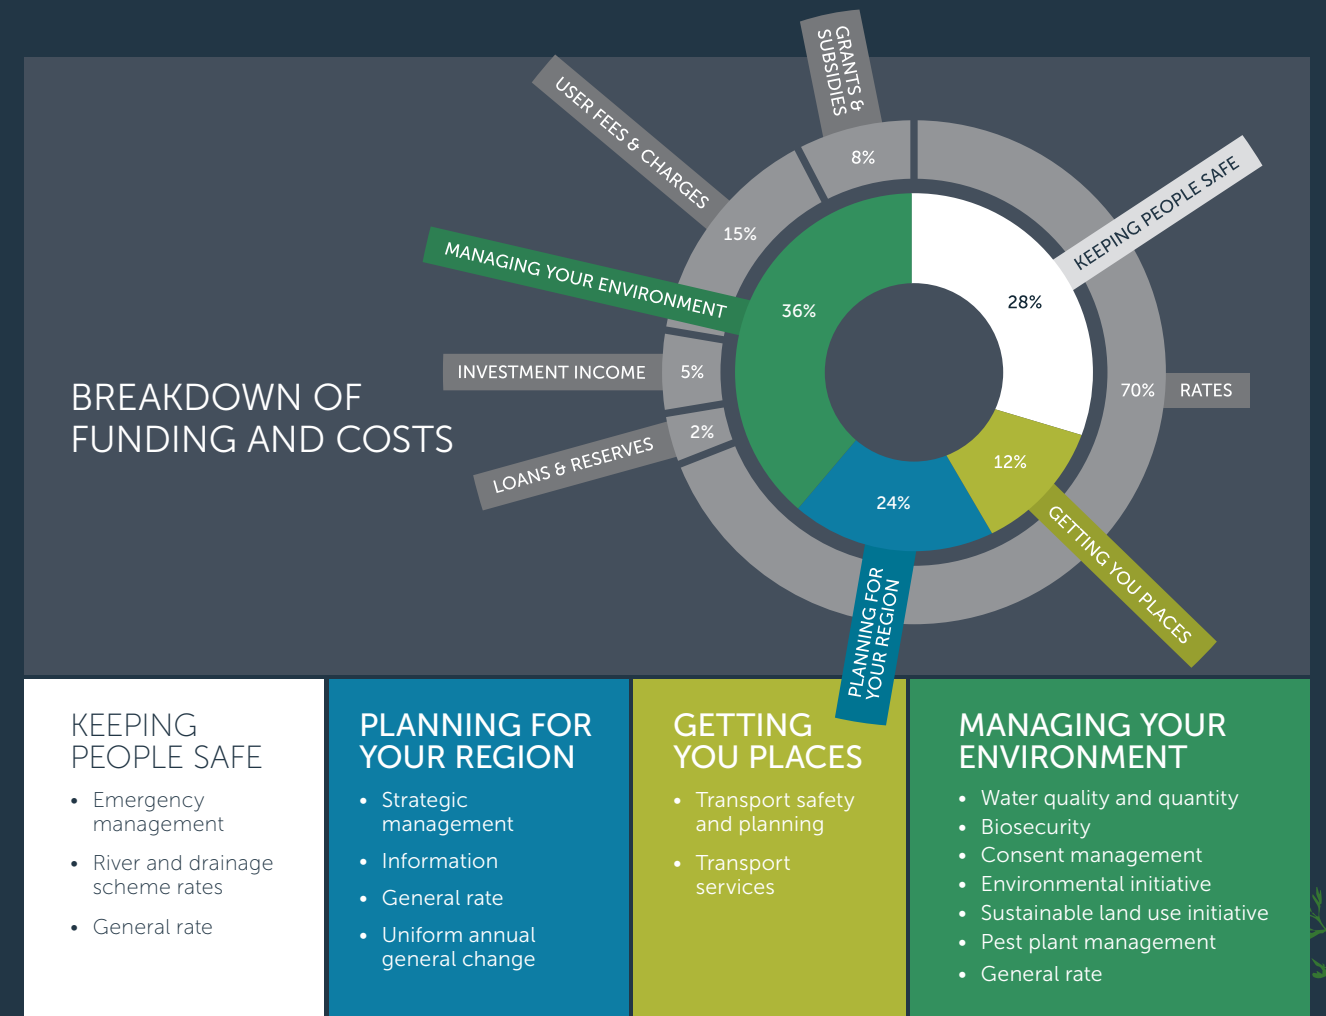 GRANTS &
SUBSIDIES
USER FEES & CHARGES
8%
KEEPING PEOPLE SAFE
15%
MANAGING YOUR ENVIRONMENT
36%
28%
INVESTMENT INCOME
5%
70%
RATES
BREAKDOWN OF
FUNDING AND COSTS
2%
LOANS & RESERVES
12%
24%
GETTING YOU PLACES
PLANNING FOR
YOUR REGION
KEEPING
PEOPLE SAFE
• Emergency
management
• River and drainage
scheme rates
• General rate
PLANNING FOR
YOUR REGION
• Strategic
management
• Information
• General rate
• Uniform annual
general change
GETTING
YOU PLACES
• Transport safety
and planning
• Transport
services
MANAGING YOUR
ENVIRONMENT
• Water quality and quantity
• Biosecurity
• Consent management
• Environmental initiative
• Sustainable land use initiative
• Pest plant management
• General rate